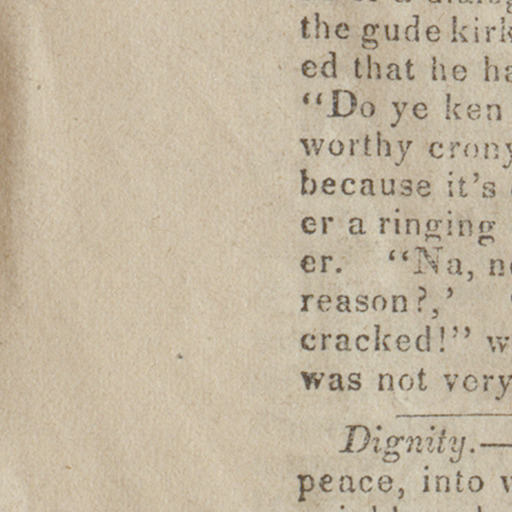 the gude kirk
ed that he ha
“Do ye ken
worthy crony
because it’s
er a ringing
er. “Na, no
reason?,’
cracked!” w
was not very
Dignity.—
peace, into w